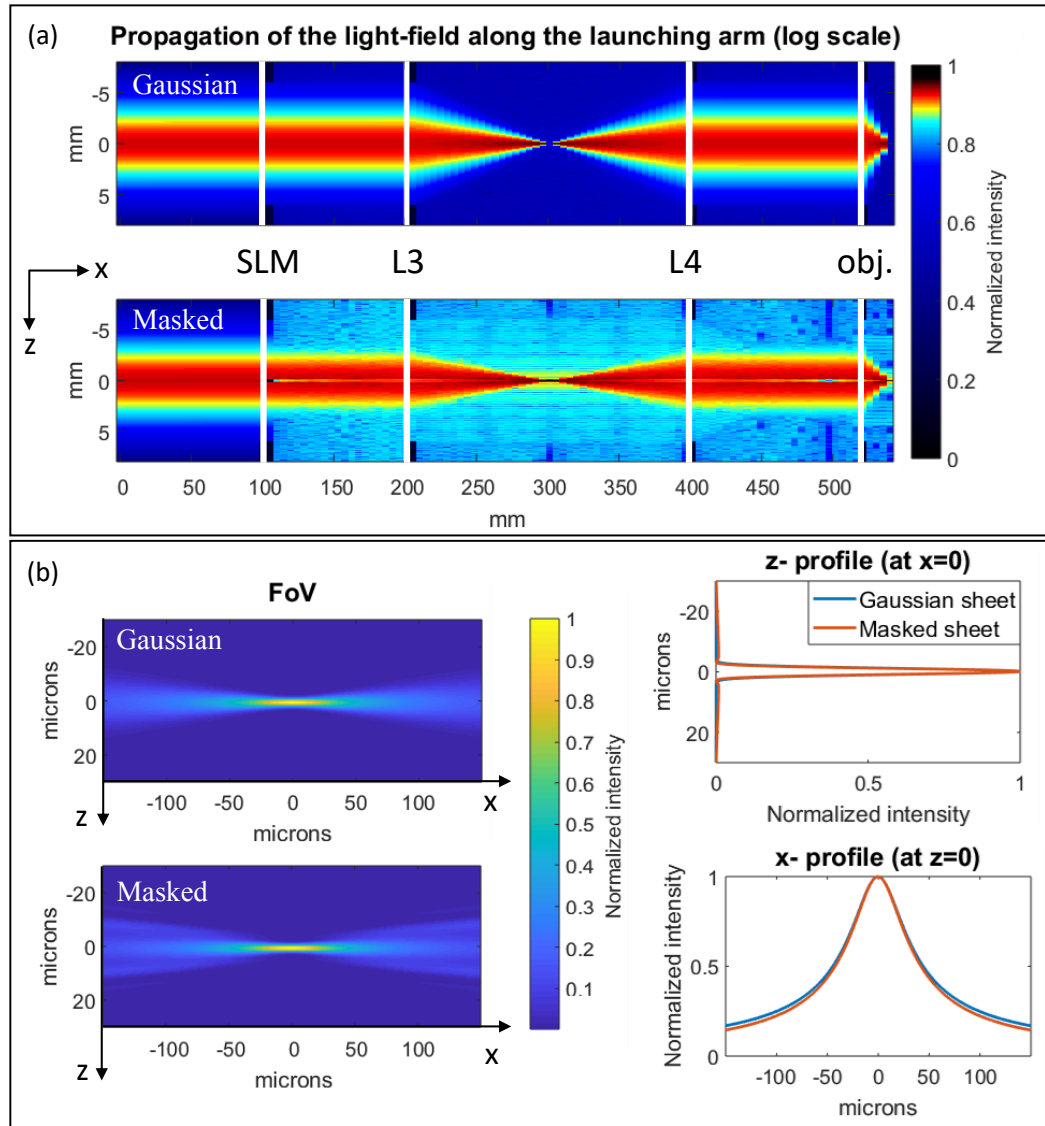 (a)
Propagation of the light-field along the launching arm (log scale)
Gaussian
-5
0
5
mm
1
0.8
0.6
0.4
0.2
0
Normalized intensity
SLM L3 L4 obj.
x
z
Masked
-5
0
5
mm
0 50 100 150 200 250 300 350 400 450 500
mm
(b)
FoV
Gaussian
-20
0
20
microns
-100 -50 0 50 100
microns
x
z
1
0.9
0.8
0.7
0.6
0.5
0.4
0.3
0.2
0.1
Normalized intensity
Masked
-20
0
20
microns
-100 -50 0 50 100
microns
x
z
z- profile (at x=0)
Gaussian sheet
Masked sheet
-20
0
20
microns
0 0.5 1
Normalized intensity
x- profile (at z=0)
1
0.5
0
Normalized intensity
-100 -50 0 50 100
microns